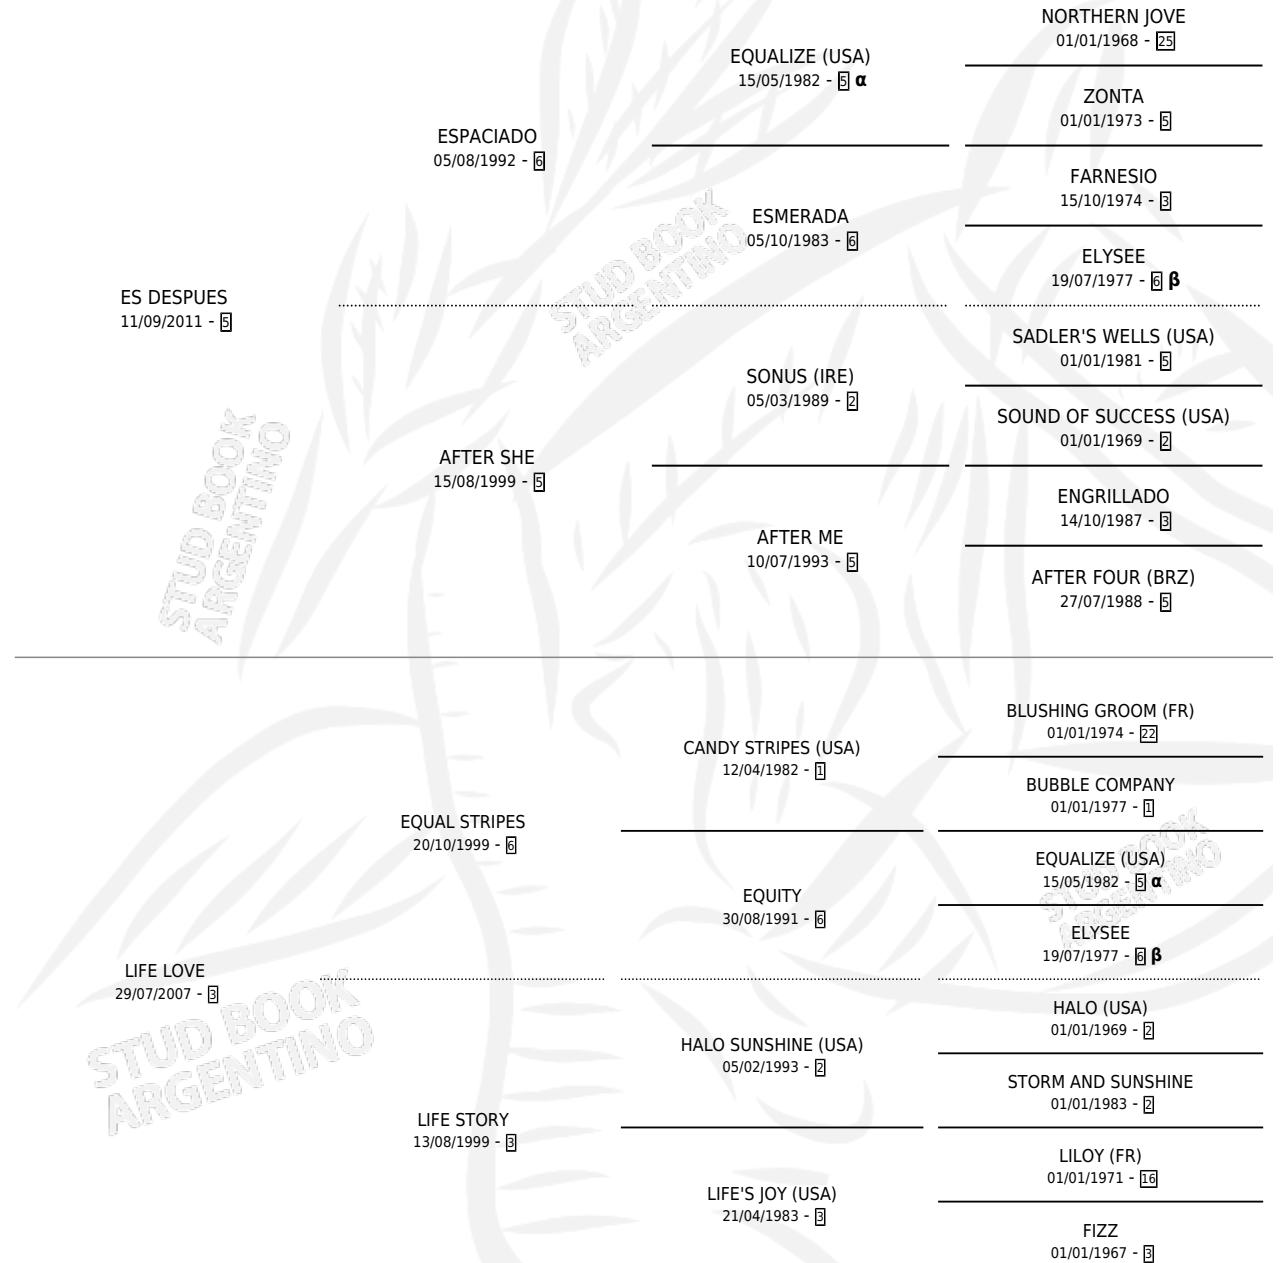 NORTHERN JOVE
01/01/1968 - 25
EQUALIZE (USA)
15/05/1982 - 5 α
ZONTA
01/01/1973 - 5
ESPACIADO
05/08/1992 - 6
FARNESIO
15/10/1974 - 3
ESMERADA
05/10/1983 - 6
ELYSEE
19/07/1977 - 6 β
ES DESPUES
11/09/2011 - 5
SADLER'S WELLS (USA)
01/01/1981 - 5
SONUS (IRE)
05/03/1989 - 2
SOUND OF SUCCESS (USA)
01/01/1969 - 2
AFTER SHE
15/08/1999 - 5
ENGRILLADO
14/10/1987 - 3
AFTER ME
10/07/1993 - 5
AFTER FOUR (BRZ)
27/07/1988 - 5
BLUSHING GROOM (FR)
01/01/1974 - 22
CANDY STRIPES (USA)
12/04/1982 - 1
BUBBLE COMPANY
01/01/1977 - 1
EQUAL STRIPES
20/10/1999 - 6
EQUALIZE (USA)
15/05/1982 - 5 α
EQUITY
30/08/1991 - 6
ELYSEE
19/07/1977 - 6 β
LIFE LOVE
29/07/2007 - 3
HALO (USA)
01/01/1969 - 2
HALO SUNSHINE (USA)
05/02/1993 - 2
STORM AND SUNSHINE
01/01/1983 - 2
LIFE STORY
13/08/1999 - 3
LILOY (FR)
01/01/1971 - 16
LIFE'S JOY (USA)
21/04/1983 - 3
FIZZ
01/01/1967 - 3
STUD BOOK
ARGENTINO
STUD BOOK
ARGENTINO
STUD BOOK
ARGENTINO
STUD BOOK
ARGENTINO